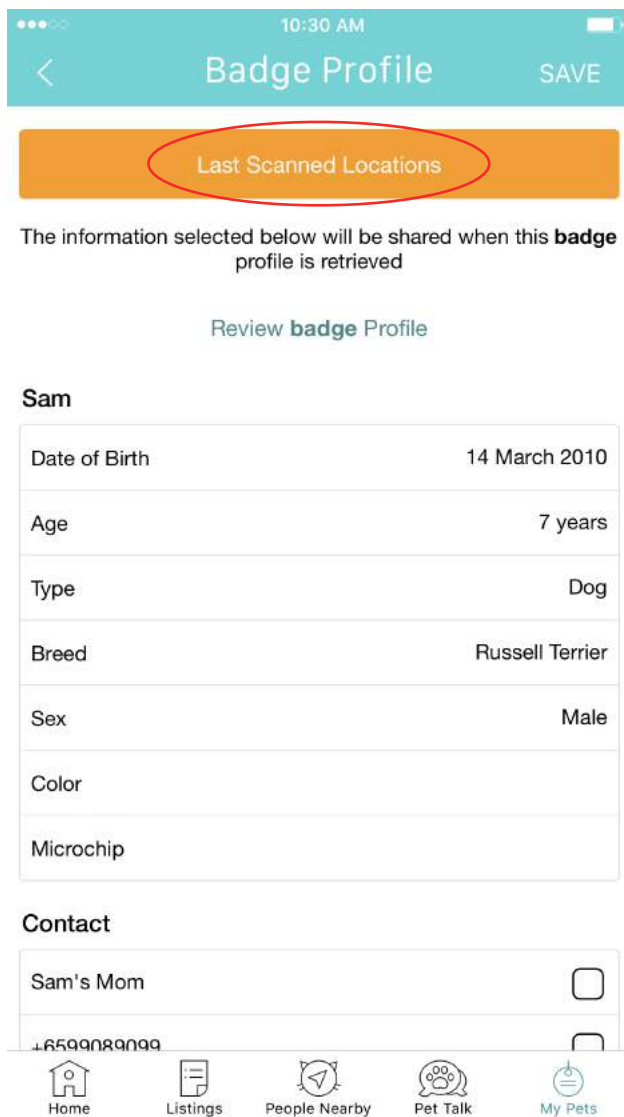 10:30 AM
Badge Profile
SAVE
Last Scanned Locations
The information selected below will be shared when this badge
profile is retrieved
Review badge Profile
Sam
Date of Birth 14 March 2010
Age 7 years
Type Dog
Breed Russell Terrier
Sex Male
Color
Microchip
Contact
Sam's Mom
+6599089099
Home Listings People Nearby Pet Talk My Pets